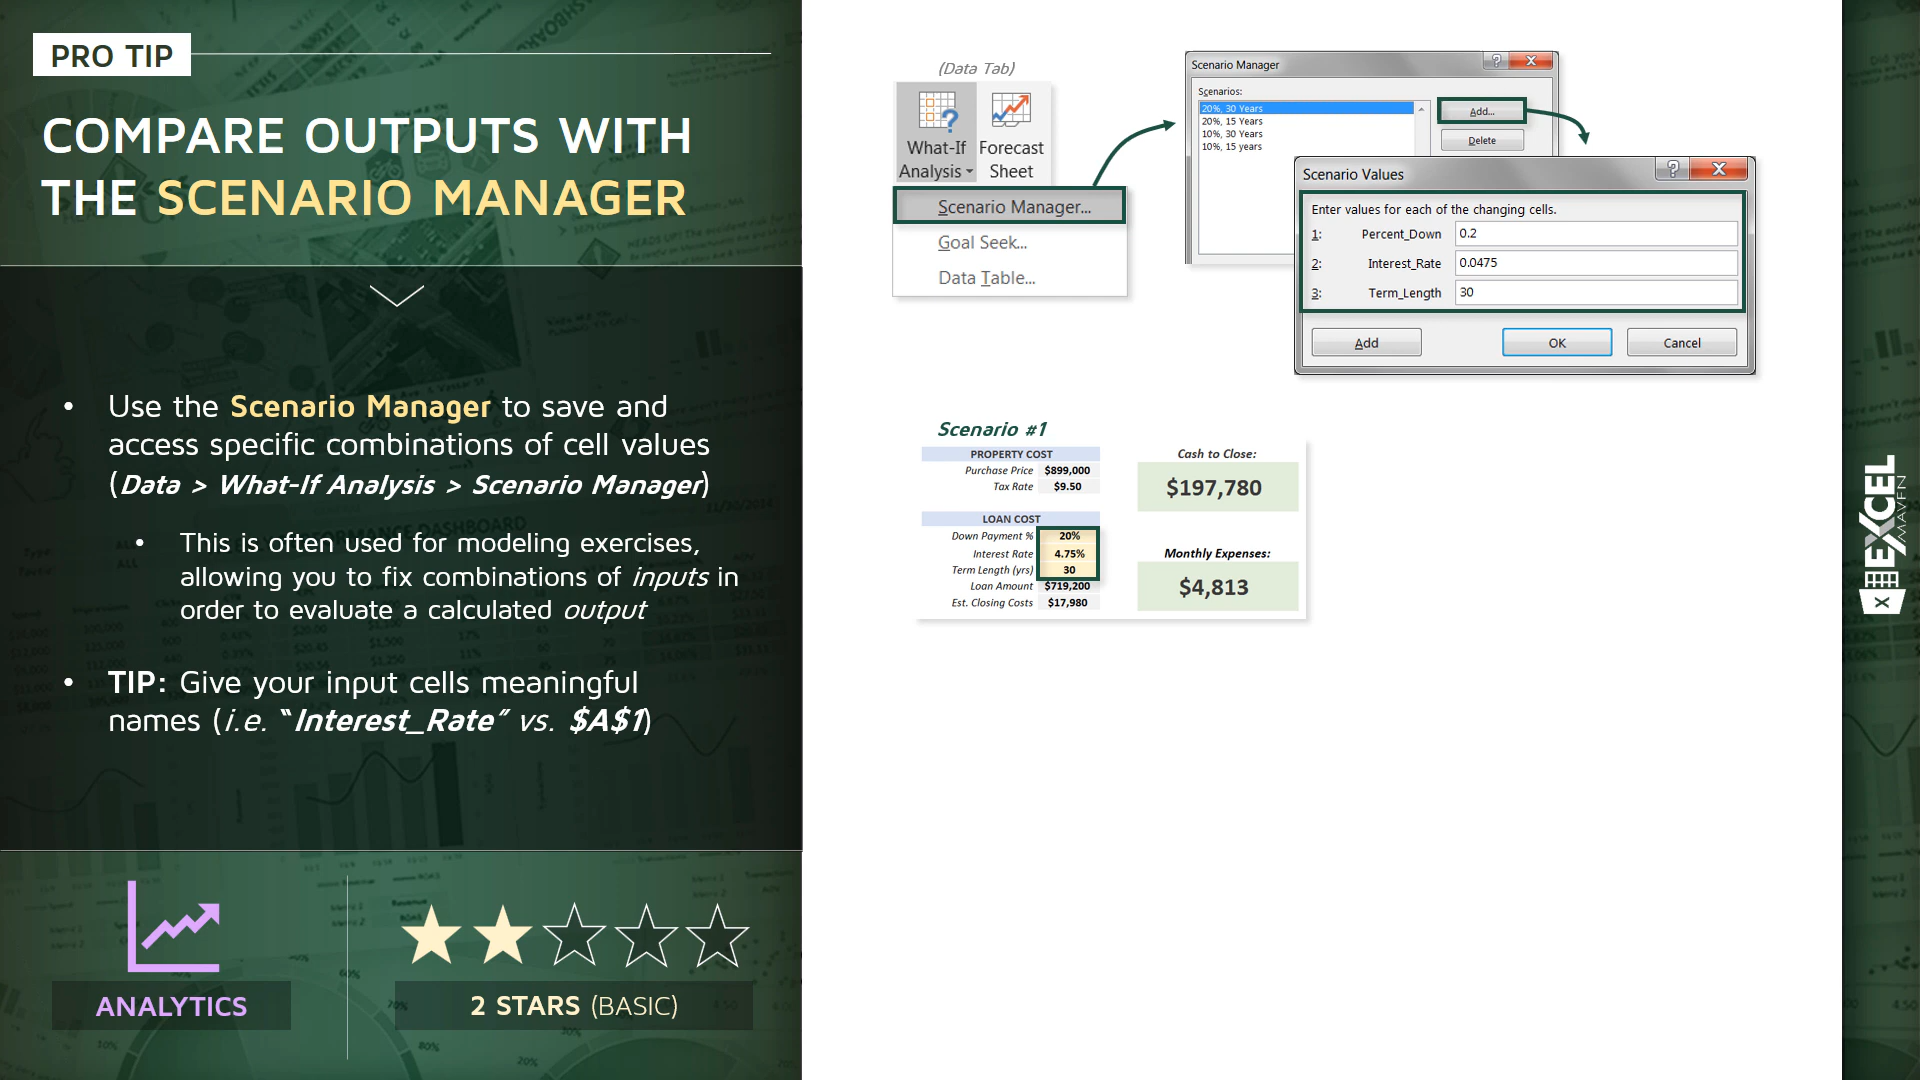 PRO TIP
COMPARE OUTPUTS WITH
THE SCENARIO MANAGER
• Use the Scenario Manager to save and
access specific combinations of cell values
(Data > What-If Analysis > Scenario Manager)
• This is often used for modeling exercises,
allowing you to fix combinations of inputs in
order to evaluate a calculated output
• TIP: Give your input cells meaningful
names (i.e. “Interest_Rate” vs. $A$1)
ANALYTICS
2 STARS (BASIC)
(Data Tab)
What-If
Analysis
Forecast
Sheet
Scenario Manager...
Goal Seek...
Data Table...
Scenario Manager
Scenarios:
20%, 30 Years
20%, 15 Years
10%, 30 Years
10%, 15 years
Add...
Delete
Scenario Values
Enter values for each of the changing cells.
1: Percent_Down 0.2
2: Interest_Rate 0.0475
3: Term_Length 30
Add OK Cancel
Scenario #1
PROPERTY COST
Purchase Price $899,000
Tax Rate $9.50
LOAN COST
Down Payment % 20%
Interest Rate 4.75%
Term Length (yrs) 30
Loan Amount $719,200
Est. Closing Costs $17,980
Cash to Close:
$197,780
Monthly Expenses:
$4,813
EXCEL
MAVEN
X